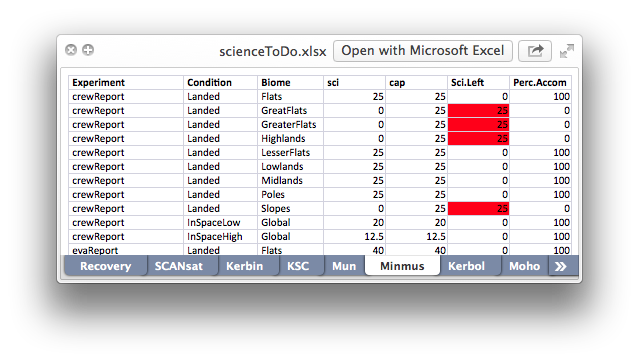 scienceToDo.xlsx Open with Microsoft Excel
Experiment Condition Biome sci cap Sci.Left Perc.Accom
crewReport Landed Flats 25 25 0 100
crewReport Landed GreatFlats 0 25 25 0
crewReport Landed GreaterFlats 0 25 25 0
crewReport Landed Highlands 0 25 25 0
crewReport Landed LesserFlats 25 25 0 100
crewReport Landed Lowlands 25 25 0 100
crewReport Landed Midlands 25 25 0 100
crewReport Landed Poles 25 25 0 100
crewReport Landed Slopes 0 25 25 0
crewReport InSpaceLow Global 20 20 0 100
crewReport InSpaceHigh Global 12.5 12.5 0 100
evaReport Landed Flats 40 40 0 100
Recovery SCANsat Kerbin KSC Mun Minmus Kerbol Moho »